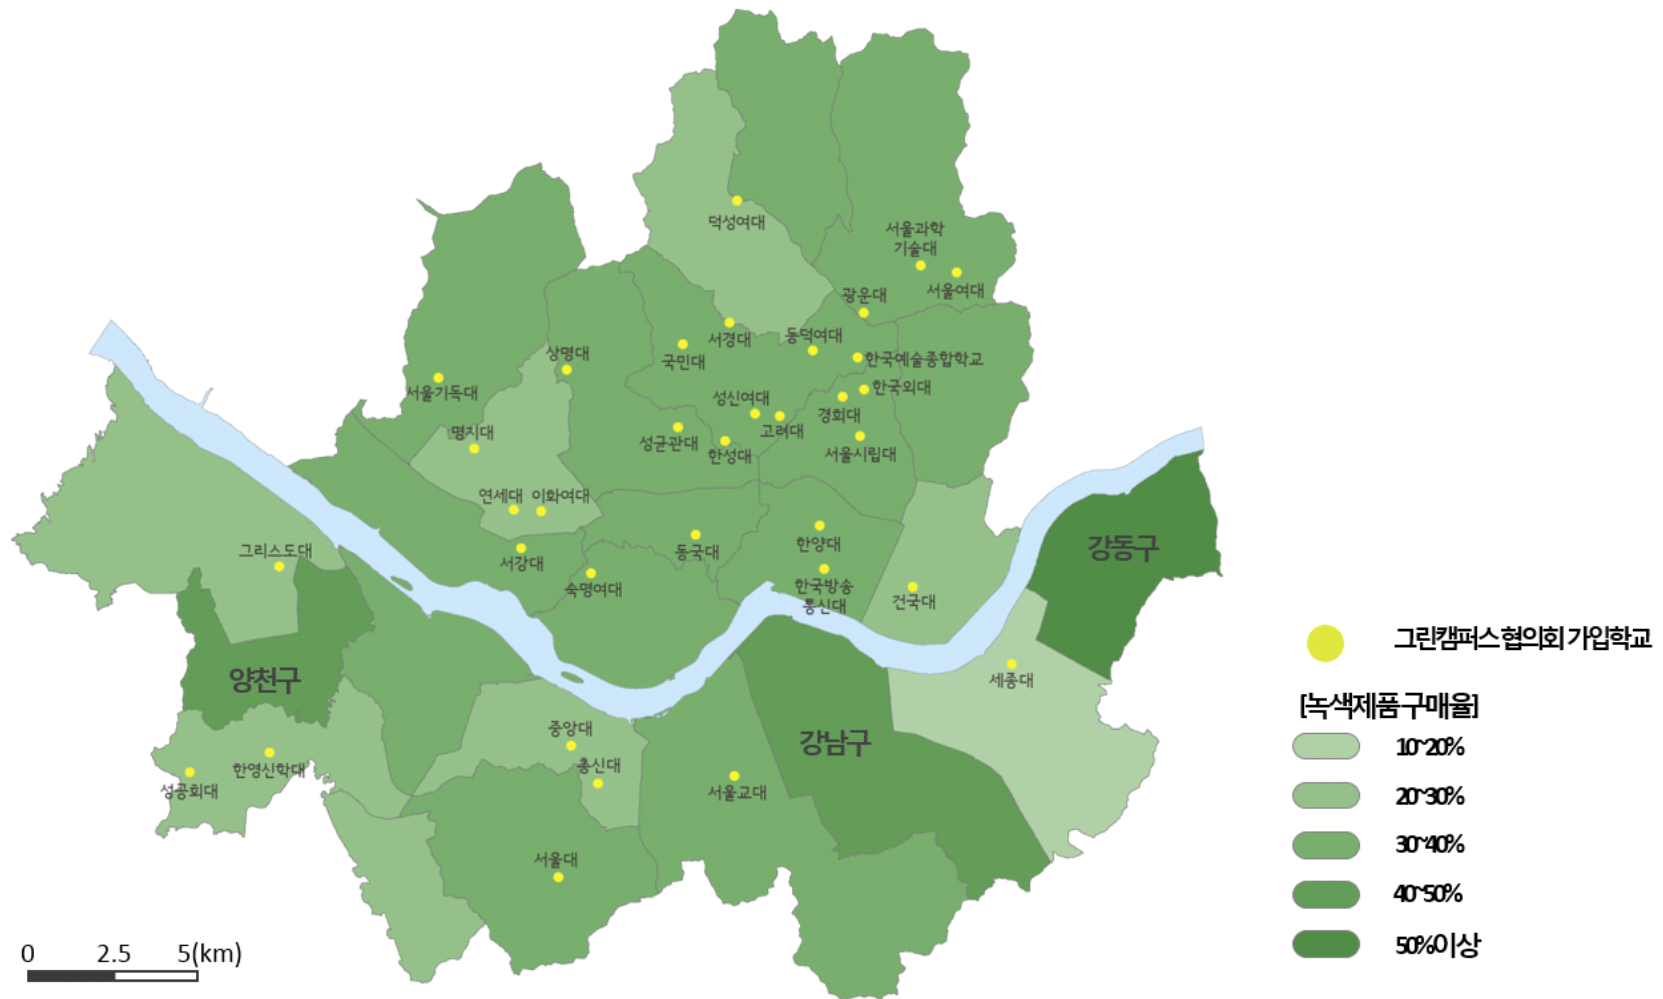 덕성여대
서울과학
기술대
서울여대
광운대
서경대
동덕여대
국민대
한국예술종합학교
상명대
서울기독대
한국외대
성신여대
경희대
고려대
명지대
성균관대
한성대
서울시립대
연세대
이화여대
한양대
강동구
그리스도대
서강대
동국대
숙명여대
한국방송
통신대
건국대
그린캠퍼스 협의회 가입학교
양천구
세종대
[녹색제품 구매율]
중앙대
강남구
10~20%
총신대
한영신학대
성공회대
서울교대
20~30%
30~40%
서울대
40~50%
50%이상
0 2.5 5(km)